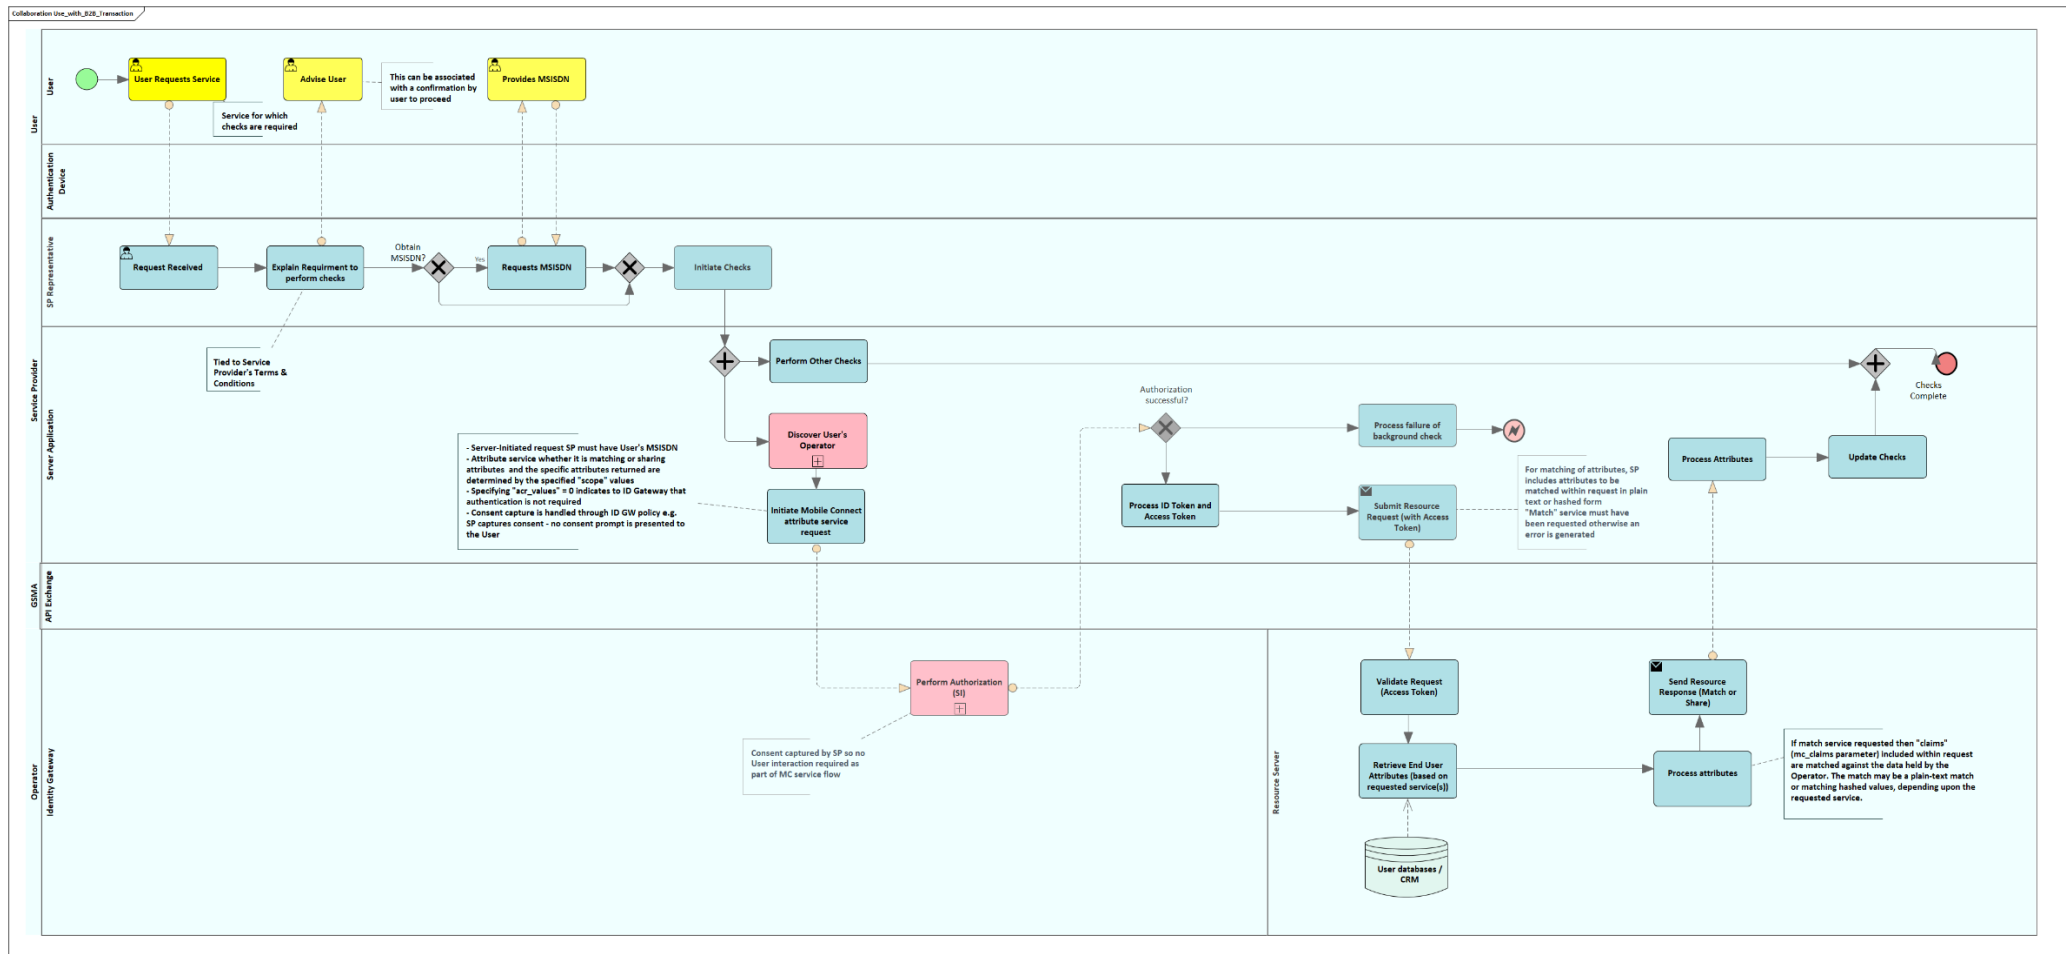 Collaboration Use_with_B2B_Transaction
User
User
User Requests Service
Service for which
checks are required
Advise User
This can be associated
with a confirmation by
user to proceed
Provides MSISDN
Authentication
Device
Service Provider
SP Representative
Request Received
Explain Requirment to
perform checks
Obtain
MSISDN?
Yes
Requests MSISDN
Initiate Checks
Tied to Service
Provider's Terms &
Conditions
Server Application
Perform Other Checks
Discover User's
Operator
- Server-Initiated request SP must have User's MSISDN
- Attribute service whether it is matching or sharing
attributes and the specific attributes returned are
determined by the specified "scope" values
- Specifying "acr_values" = 0 indicates to ID Gateway that
authentication is not required
- Consent capture is handled through ID GW policy e.g.
SP captures consent - no consent prompt is presented to
the User
Initiate Mobile Connect
attribute service
request
Authorization
successful?
Process failure of
background check
Process ID Token and
Access Token
Submit Resource
Request (with Access
Token)
For matching of attributes, SP
includes attributes to be
matched within request in plain
text or hashed form
"Match" service must have
been requested otherwise an
error is generated
Process Attributes
Update Checks
Checks
Complete
GSMA
API Exchange
Operator
Identity Gateway
Perform Authorization
(SI)
Consent captured by SP so no
User interaction required as
part of MC service flow
Resource Server
Validate Request
(Access Token)
Retrieve End User
Attributes (based on
requested service(s))
User databases /
CRM
Send Resource
Response (Match or
Share)
Process attributes
If match service requested then "claims"
(mc_claims parameter) included within request
are matched against the data held by the
Operator. The match may be a plain-text match
or matching hashed values, depending upon the
requested service.